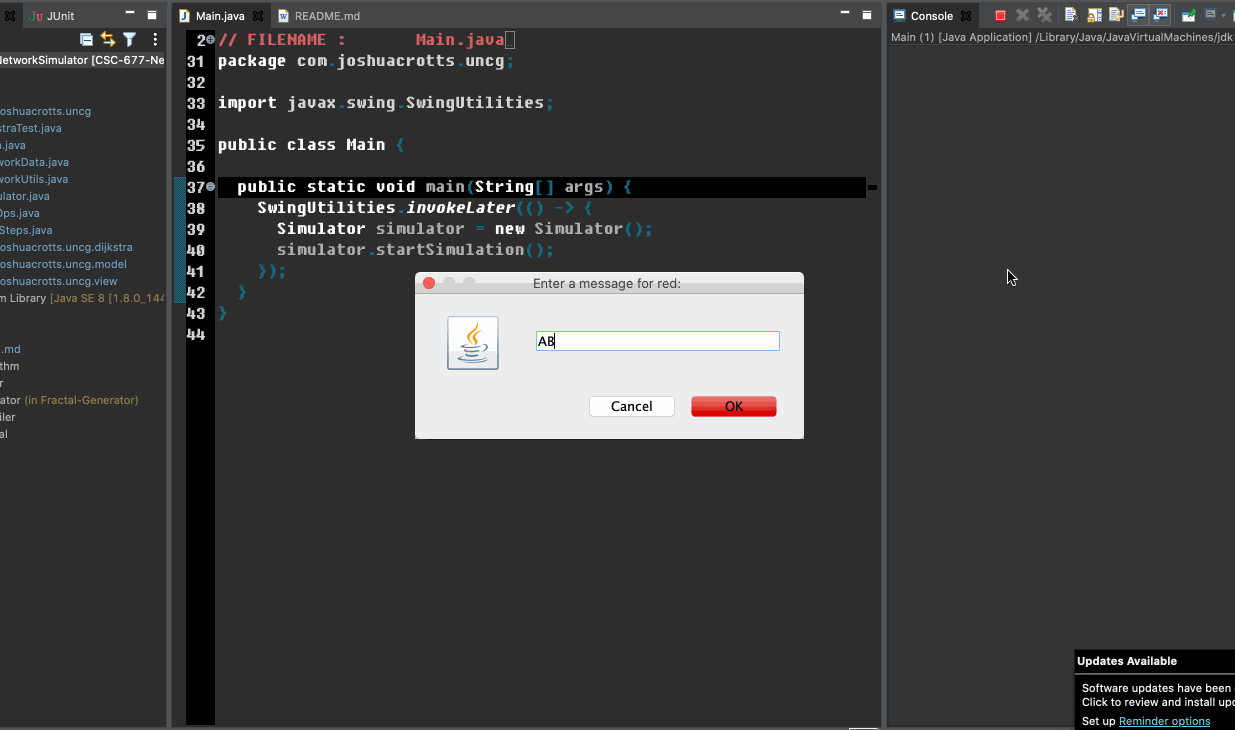 JUnit
NetworkSimulator [CSC-677-Ne
oshuacrotts.uncg
straTest.java
.java
workData.java
workUtils.java
ulator.java
Ops.java
Steps.java
oshuacrotts.uncg.dijkstra
oshuacrotts.uncg.model
oshuacrotts.uncg.view
m Library [Java SE 8 [1.8.0_144
.md
thm
r
ator (in Fractal-Generator)
iler
al
Main.java
README.md
2 // FILENAME : Main.java
31 package com.joshuacrotts.uncg;
32
33 import javax.swing.SwingUtilities;
34
35 public class Main {
36
37 public static void main(String[] args) {
38 SwingUtilities.invokeLater(() -> {
39 Simulator simulator = new Simulator();
40 simulator.startSimulation();
41 });
42 }
43 }
44
Enter a message for red:
AB
Cancel
OK
Console
Main (1) [Java Application] /Library/Java/JavaVirtualMachines/jdk
Updates Available
Software updates have been
Click to review and install upd
Set up Reminder options